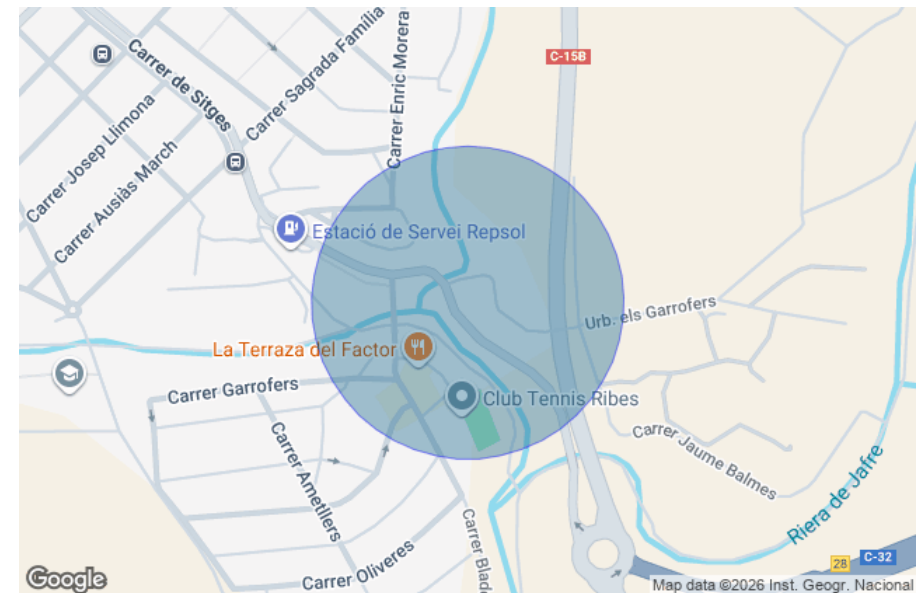 C-15B
Carrer Sagrada Família
Carrer Enric Morera
Carrer de Sitges
Carrer Josep Llimona
Carrer Ausiàs March
Estació de Servei Repsol
Urb. els Garrofers
La Terraza del Factor
Carrer Garrofers
Club Tennis Ribes
Carrer Ametllers
Carrer Jaume Balmes
Riera de Jafre
Carrer Blad
Carrer Oliveres
28
C-32
Google
Map data ©2026 Inst. Geogr. Nacional